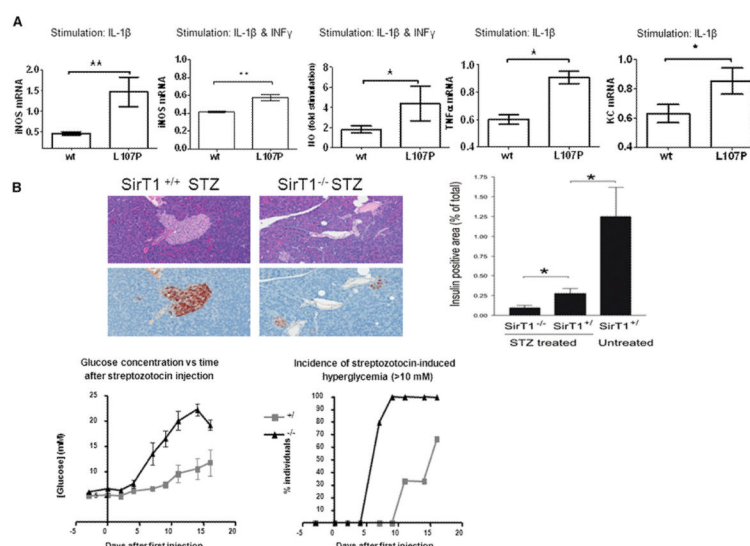 A
Stimulation: IL-1β
**
iNOS mRNA
2.0
1.5
1.0
0.5
wt
L107P
Stimulation: IL-1β & INFγ
**
iNOS mRNA
1.0
0.8
0.6
0.4
0.2
0.0
wt
L107P
Stimulation: IL-1β & INFγ
*
NO (fold stimulation)
8
6
4
2
0
wt
L107P
Stimulation: IL-1β
*
TNFα mRNA
1.0
0.8
0.6
0.4
wt
L107P
Stimulation: IL-1β
*
KC mRNA
1.0
0.8
0.6
0.4
wt
L107P
B
SirT1 +/+ STZ
SirT1-/- STZ
Insulin positive area (% of total)
1.75
1.50
1.25
1.00
0.75
0.50
0.25
0.00
*
*
SirT1-/-
SirT1+/
SirT1+/
STZ treated
Untreated
Glucose concentration vs time
after streptozotocin injection
[Glucose] (mM)
25
20
15
10
5
-5
0
5
10
15
20
Days after first injection
+/
-/-
Incidence of streptozotocin-induced
hyperglycemia (>10 mM)
% individuals
100
90
80
70
60
50
40
30
20
10
0
-5
0
5
10
15
20
Days after first injection